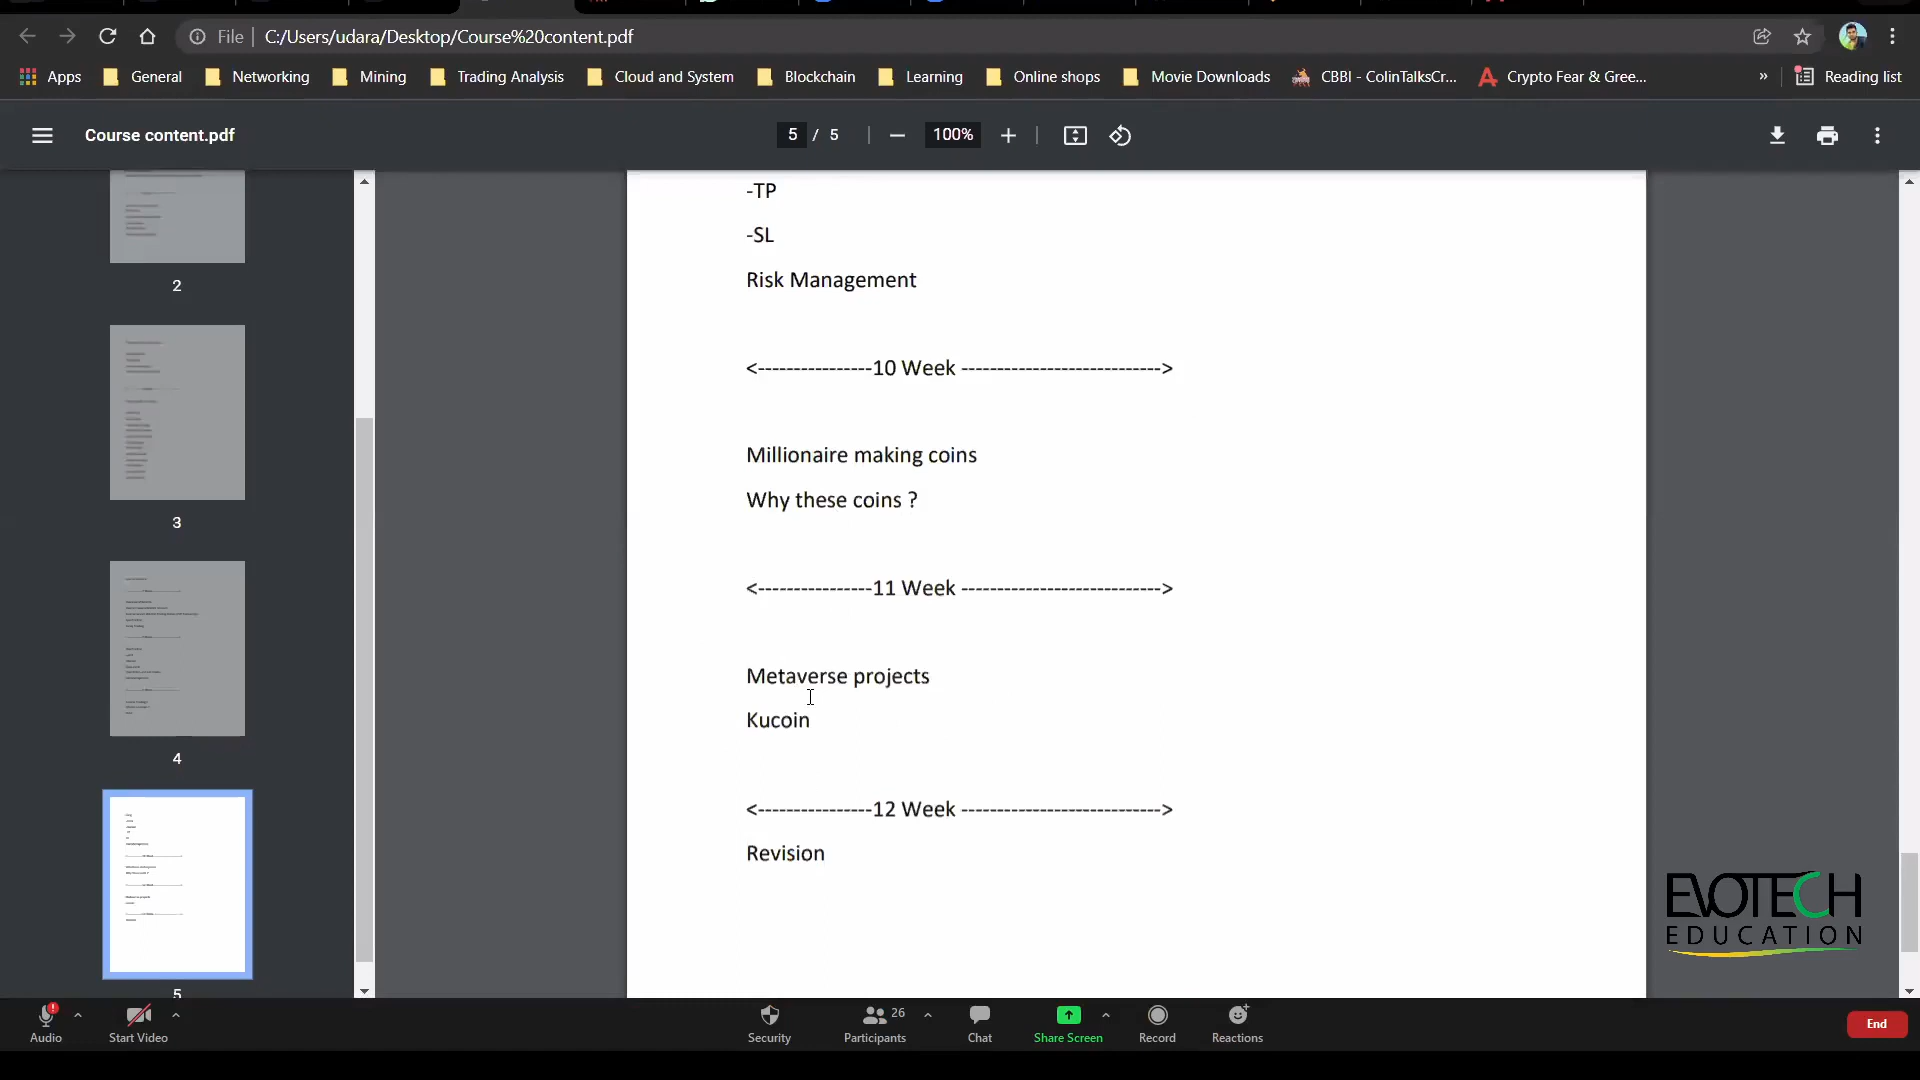 File
C:/Users/udara/Desktop/Course%20content.pdf
Apps
General
Networking
Mining
Trading Analysis
Cloud and System
Blockchain
Learning
Online shops
Movie Downloads
CBBI - ColinTalksCr...
Crypto Fear & Gree...
»
Reading list
Course content.pdf
5 / 5
100%
2
3
4
5
-TP
-SL
Risk Management
<----------------10 Week ---------------------------->
Millionaire making coins
Why these coins ?
<----------------11 Week ---------------------------->
Metaverse projects
Kucoin
<----------------12 Week ---------------------------->
Revision
EVOTECH
EDUCATION
Audio
Start Video
Security
26
Participants
Chat
Share Screen
Record
Reactions
End